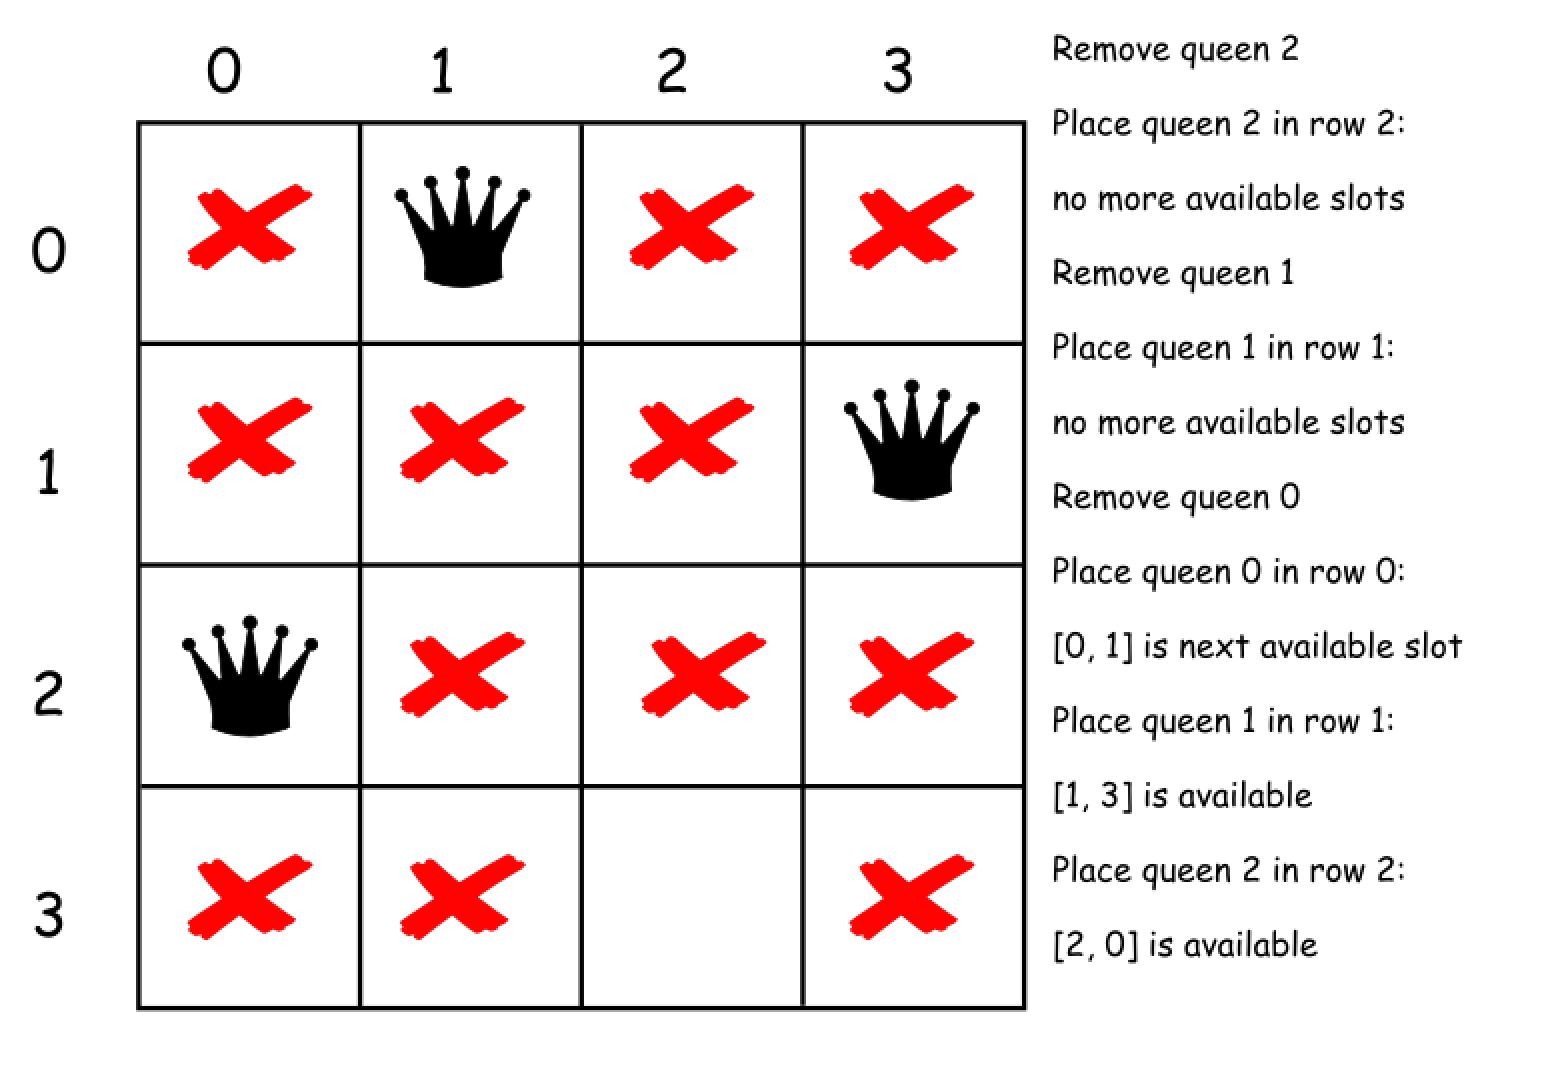 0 1 2 3
0
1
2
3
Remove queen 2
Place queen 2 in row 2:
no more available slots
Remove queen 1
Place queen 1 in row 1:
no more available slots
Remove queen 0
Place queen 0 in row 0:
[0, 1] is next available slot
Place queen 1 in row 1:
[1, 3] is available
Place queen 2 in row 2:
[2, 0] is available